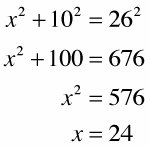 x² + 10² = 26²
x² + 100 = 676
x² = 576
x = 24